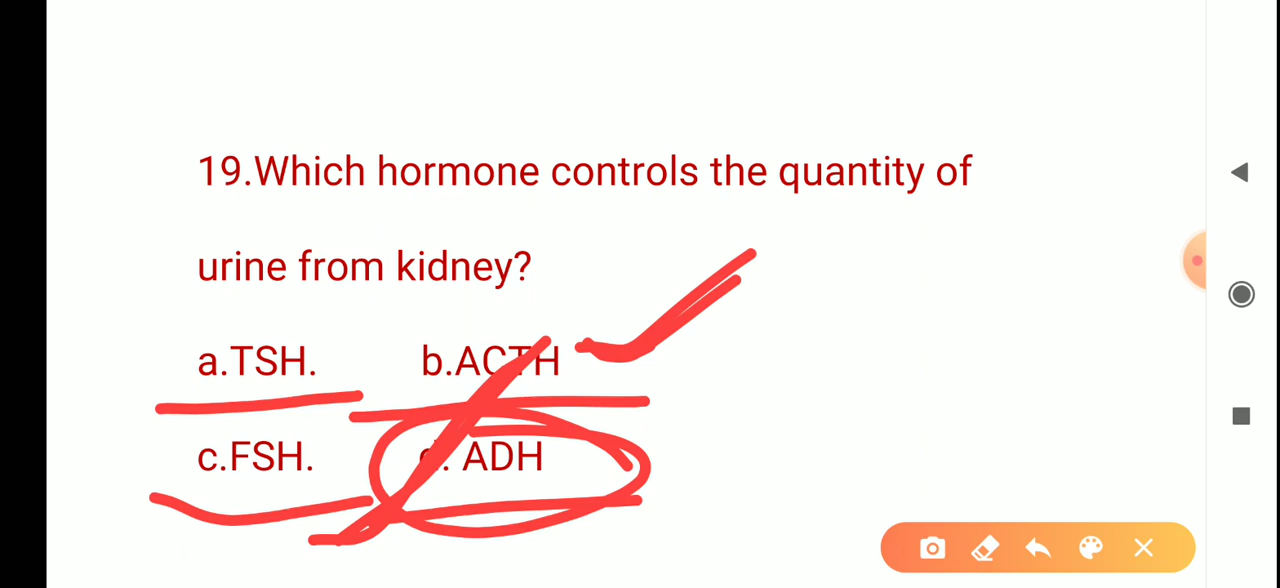 19.Which hormone controls the quantity of
urine from kidney?
a.TSH. b.ACTH
c.FSH. d. ADH